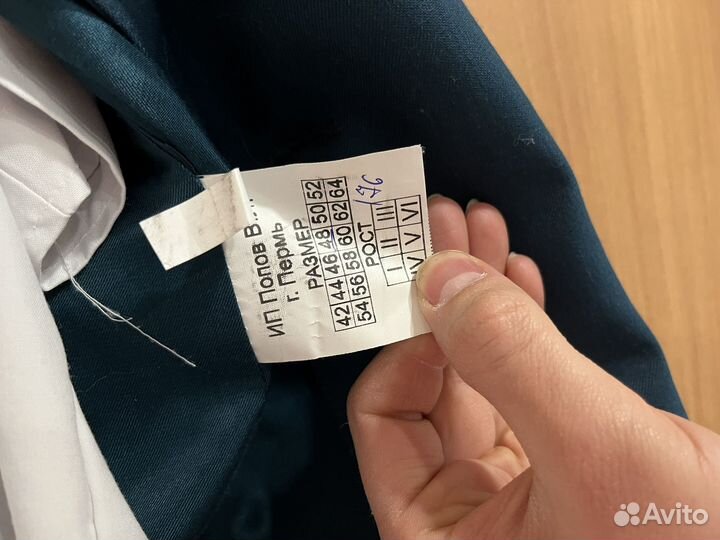 ИП Попов В.
г. Пермь
РАЗМЕР
42 44 46 48 50 52
54 56 58 60 62 64
РОСТ 176
I II III
IV V VI
Avito